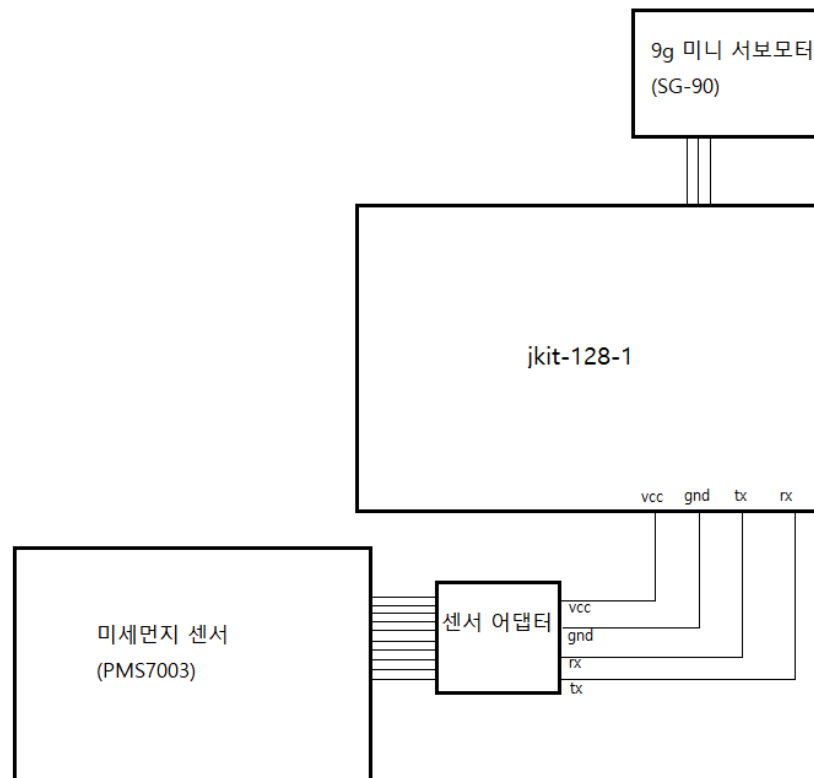 9g 미니 서보모터
(SG-90)
jkit-128-1
vcc gnd tx rx
미세먼지 센서
(PMS7003)
센서 어댑터
vcc
gnd
rx
tx